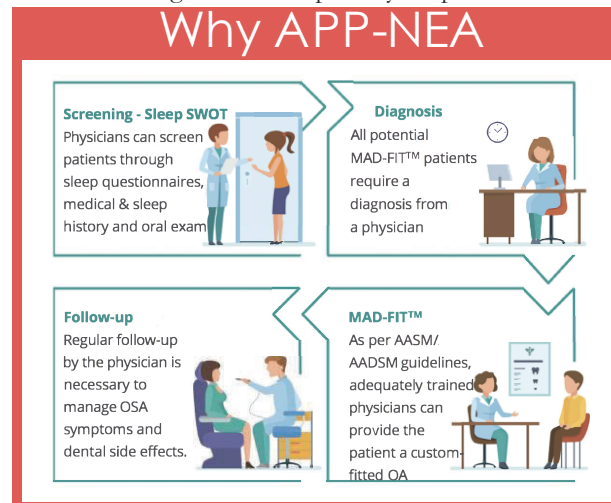 Why APP-NEA
Screening - Sleep SWOT
Physicians can screen
patients through
sleep questionnaires,
medical & sleep
history and oral exam
Diagnosis
All potential
MAD-FIT™ patients
require a
diagnosis from
a physician
MAD-FIT™
As per AASM/
AADSM guidelines,
adequately trained
physicians can
provide the
patient a custom-
fitted OA
Follow-up
Regular follow-up
by the physician is
necessary to
manage OSA
symptoms and
dental side effects.